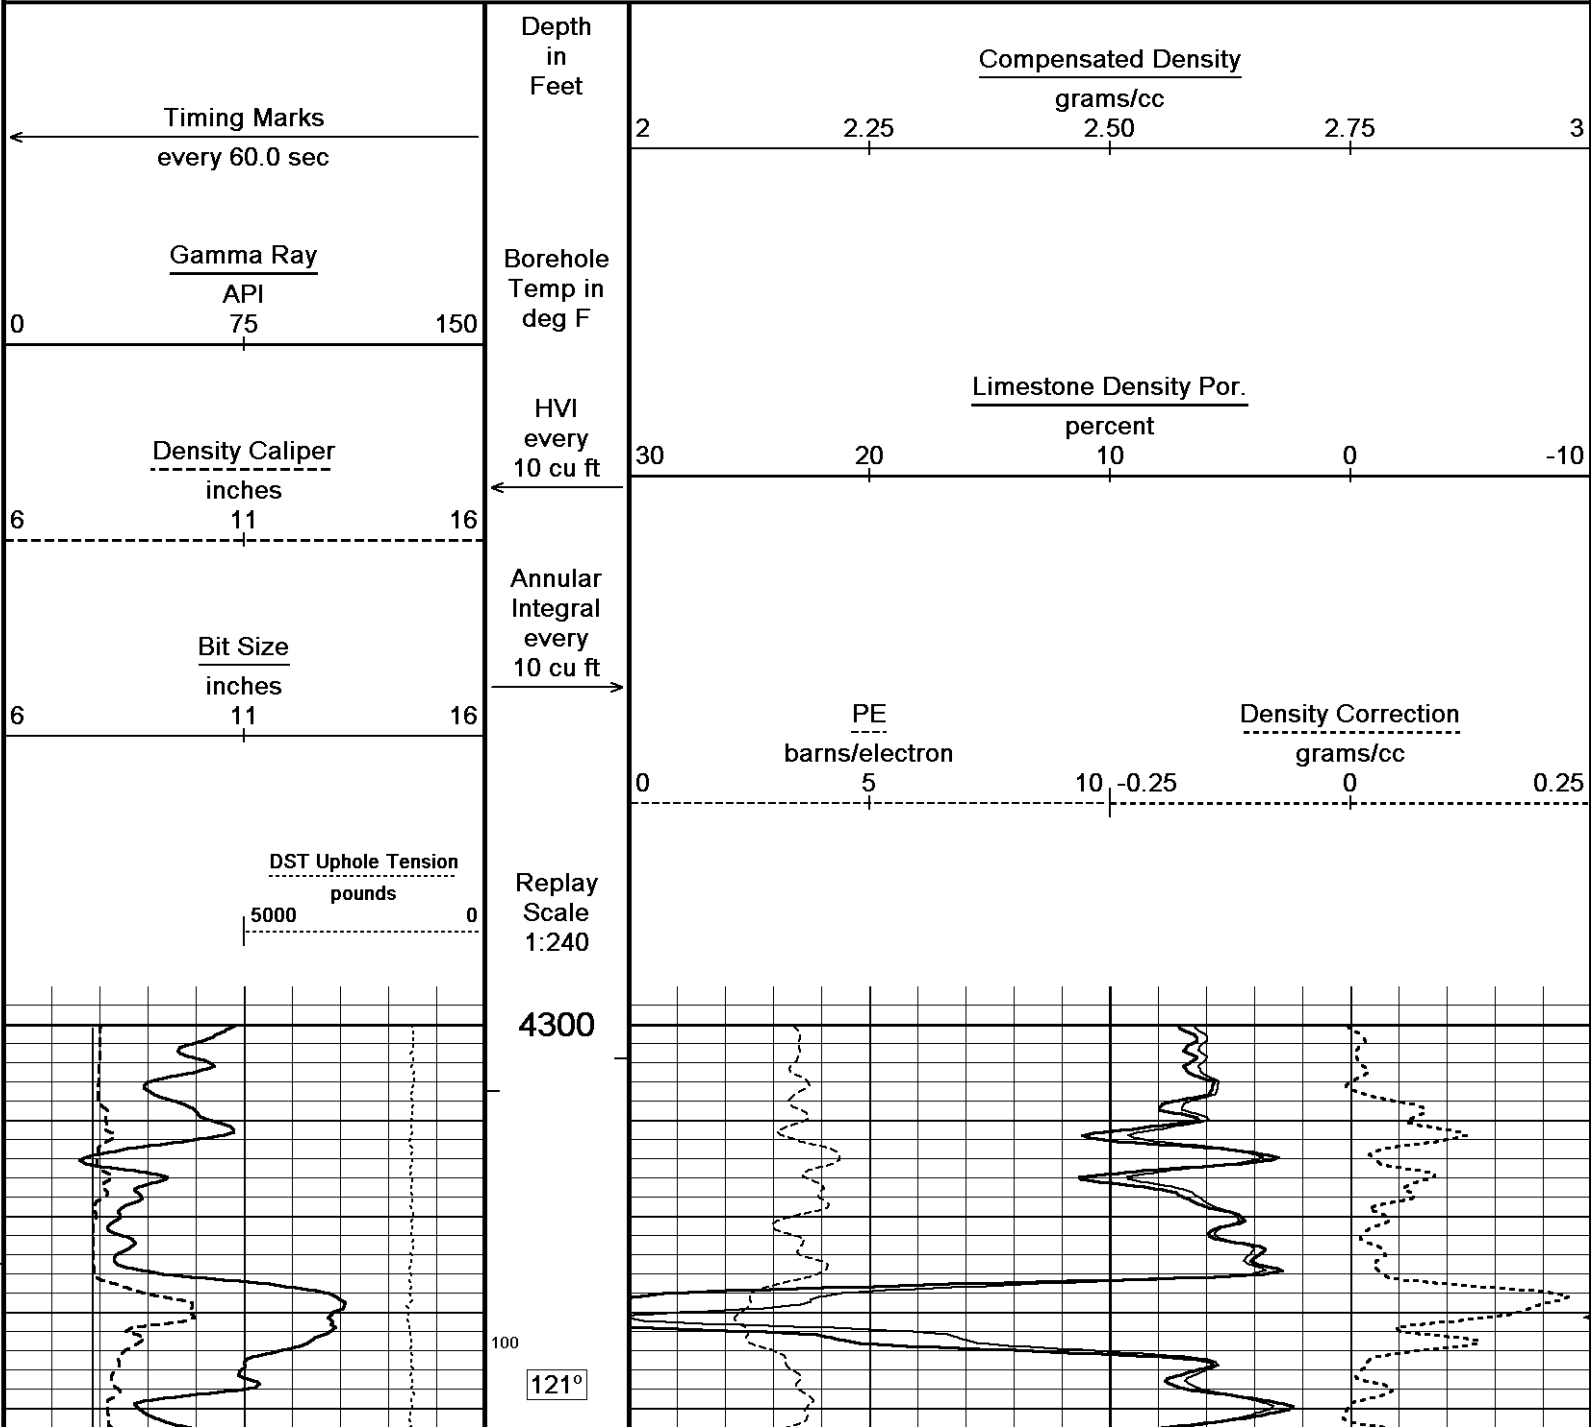 Timing Marks
every 60.0 sec
Gamma Ray
API
0 75 150
Density Caliper
inches
6 11 16
Bit Size
inches
6 11 16
DST Uphole Tension
pounds
5000 0
Depth
in
Feet
Borehole
Temp in
deg F
HVI
every
10 cu ft
Annular
Integral
every
10 cu ft
Replay
Scale
1:240
4300
100
121°
Compensated Density
grams/cc
2 2.25 2.50 2.75 3
Limestone Density Por.
percent
30 20 10 0 -10
PE
barns/electron
0 5 10
Density Correction
grams/cc
-0.25 0 0.25